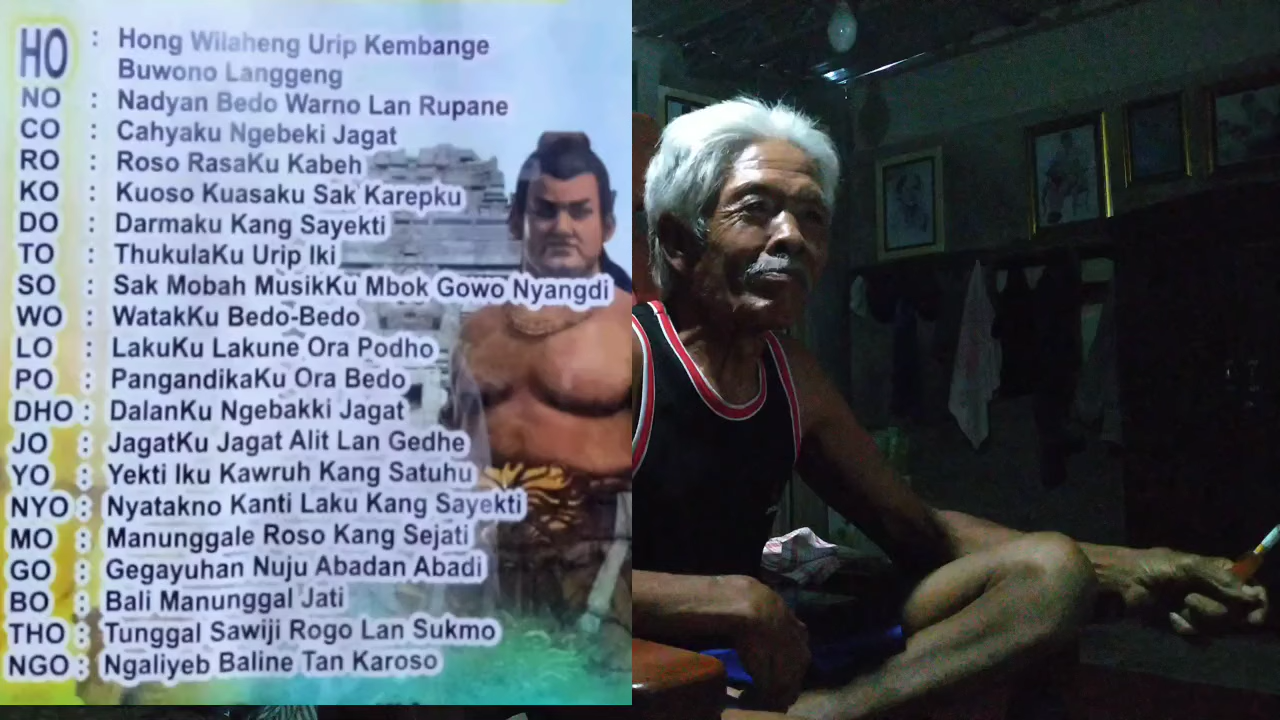 HO : Hong Wilaheng Urip Kembange
Buwono Langgeng
NO : Nadyan Bedo Warno Lan Rupane
CO : Cahyaku Ngebeki Jagat
RO : Roso RasaKu Kabeh
KO : Kuoso Kuasaku Sak Karepku
DO : Darmaku Kang Sayekti
TO : ThukulaKu Urip Iki
SO : Sak Mobah MusikKu Mbok Gowo Nyangdi
WO : WatakKu Bedo-Bedo
LO : LakuKu Lakune Ora Podho
PO : PangandikaKu Ora Bedo
DHO : DalanKu Ngebakki Jagat
JO : JagatKu Jagat Alit Lan Gedhe
YO : Yekti Iku Kawruh Kang Satuhu
NYO : Nyatakno Kanti Laku Kang Sayekti
MO : Manunggale Roso Kang Sejati
GO : Gegayuhan Nuju Abadan Abadi
BO : Bali Manunggal Jati
THO : Tunggal Sawiji Rogo Lan Sukmo
NGO : Ngaliyeb Baline Tan Karoso